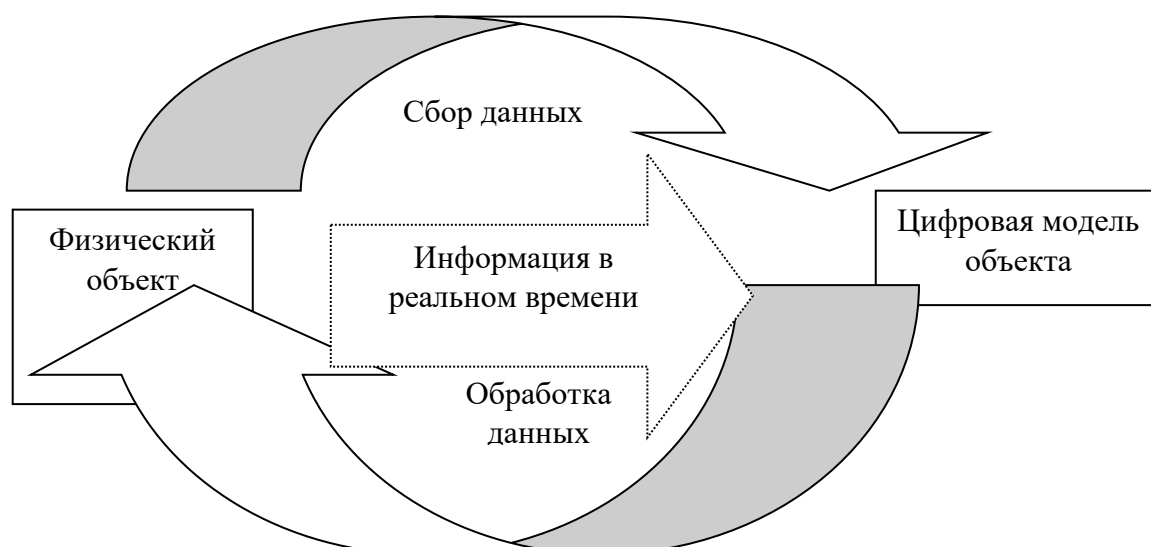 Сбор данных
Физический
объект
Информация в
реальном времени
Цифровая модель
объекта
Обработка
данных